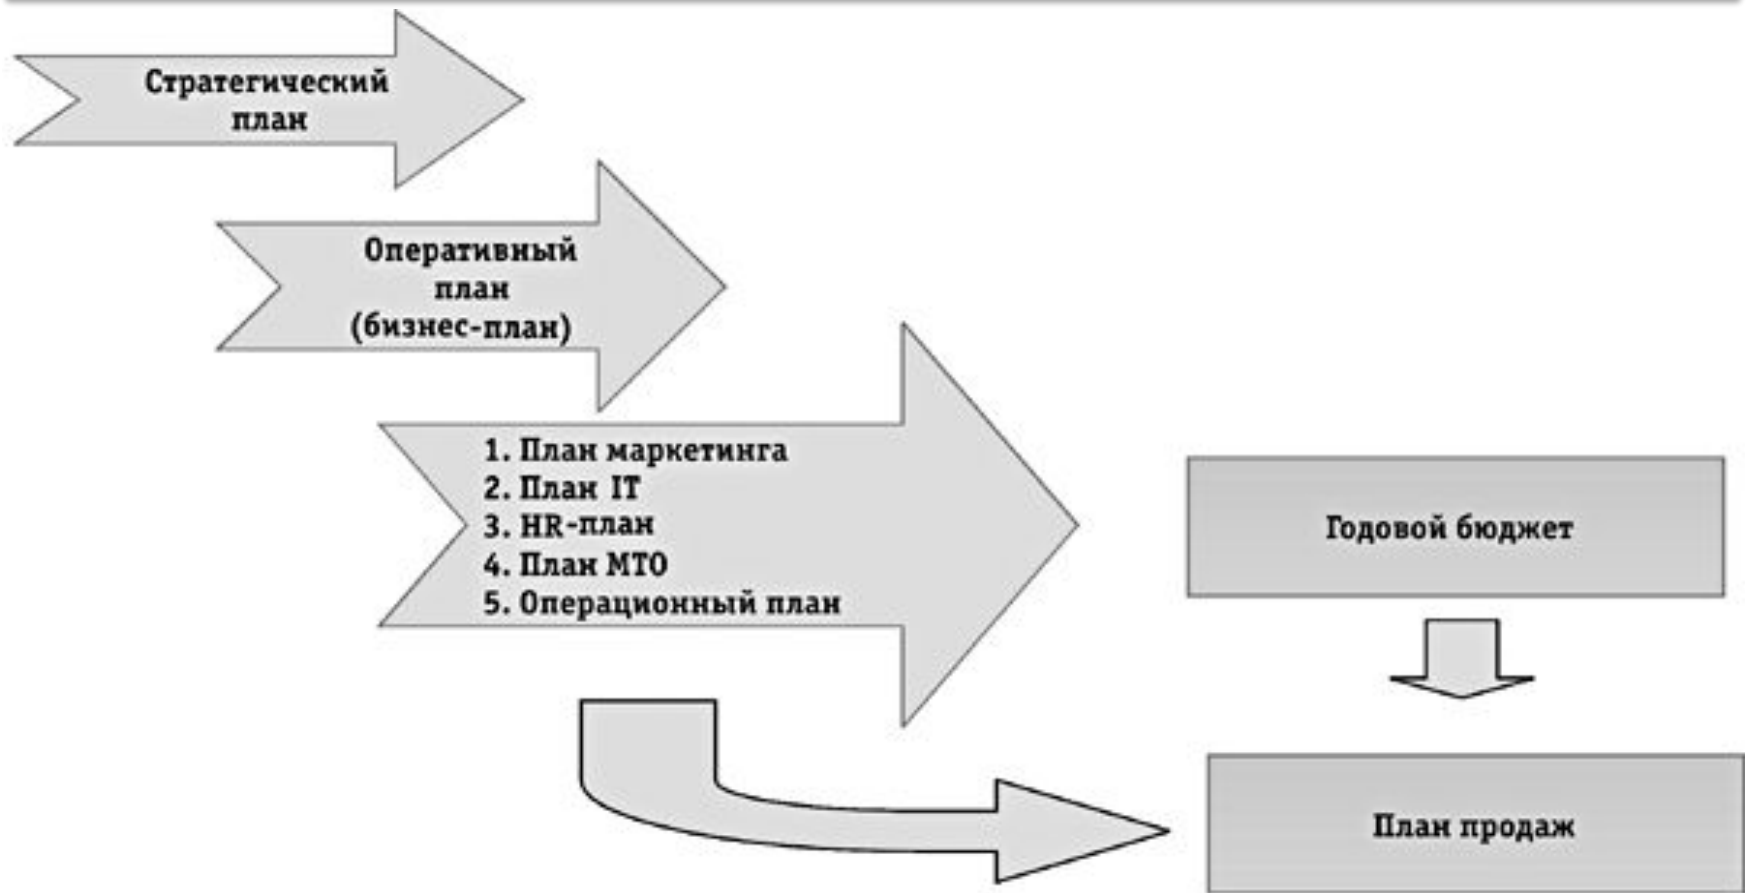 Стратегический
план
Оперативный
план
(бизнес-план)
1. План маркетинга
2. План IT
3. HR-план
4. План МТО
5. Операционный план
Годовой бюджет
План продаж